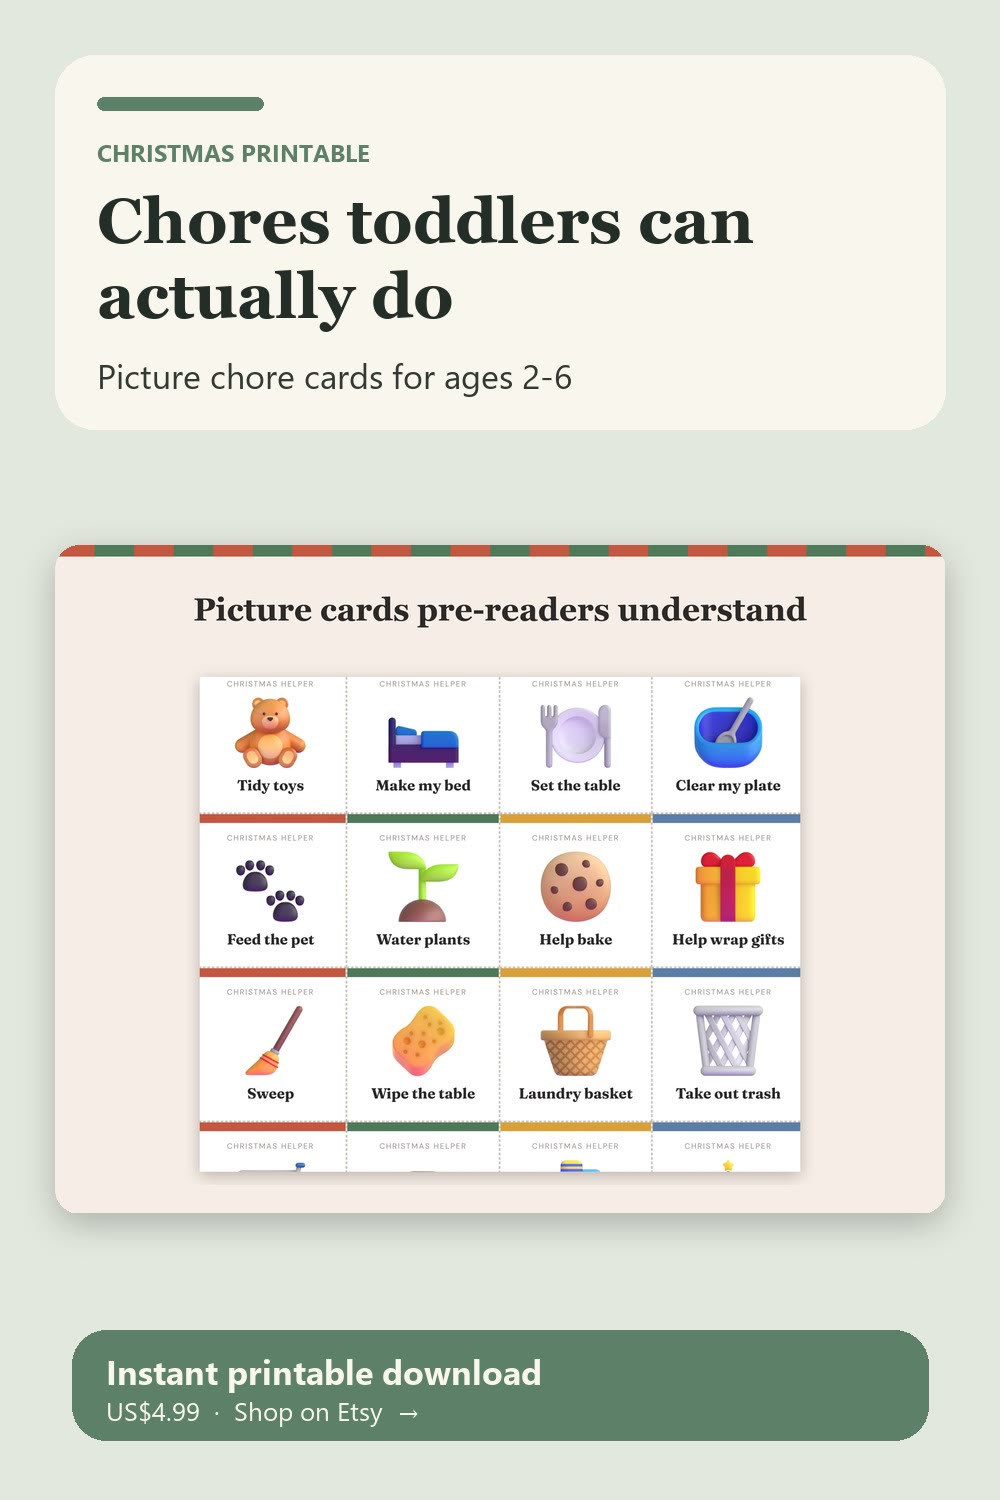 CHRISTMAS PRINTABLE
Chores toddlers can
actually do
Picture chore cards for ages 2-6
Picture cards pre-readers understand
CHRISTMAS HELPER CHRISTMAS HELPER CHRISTMAS HELPER CHRISTMAS HELPER
Tidy toys Make my bed Set the table Clear my plate
CHRISTMAS HELPER CHRISTMAS HELPER CHRISTMAS HELPER CHRISTMAS HELPER
Feed the pet Water plants Help bake Help wrap gifts
CHRISTMAS HELPER CHRISTMAS HELPER CHRISTMAS HELPER CHRISTMAS HELPER
Sweep Wipe the table Laundry basket Take out trash
CHRISTMAS HELPER CHRISTMAS HELPER CHRISTMAS HELPER CHRISTMAS HELPER
Instant printable download
US$4.99 · Shop on Etsy →